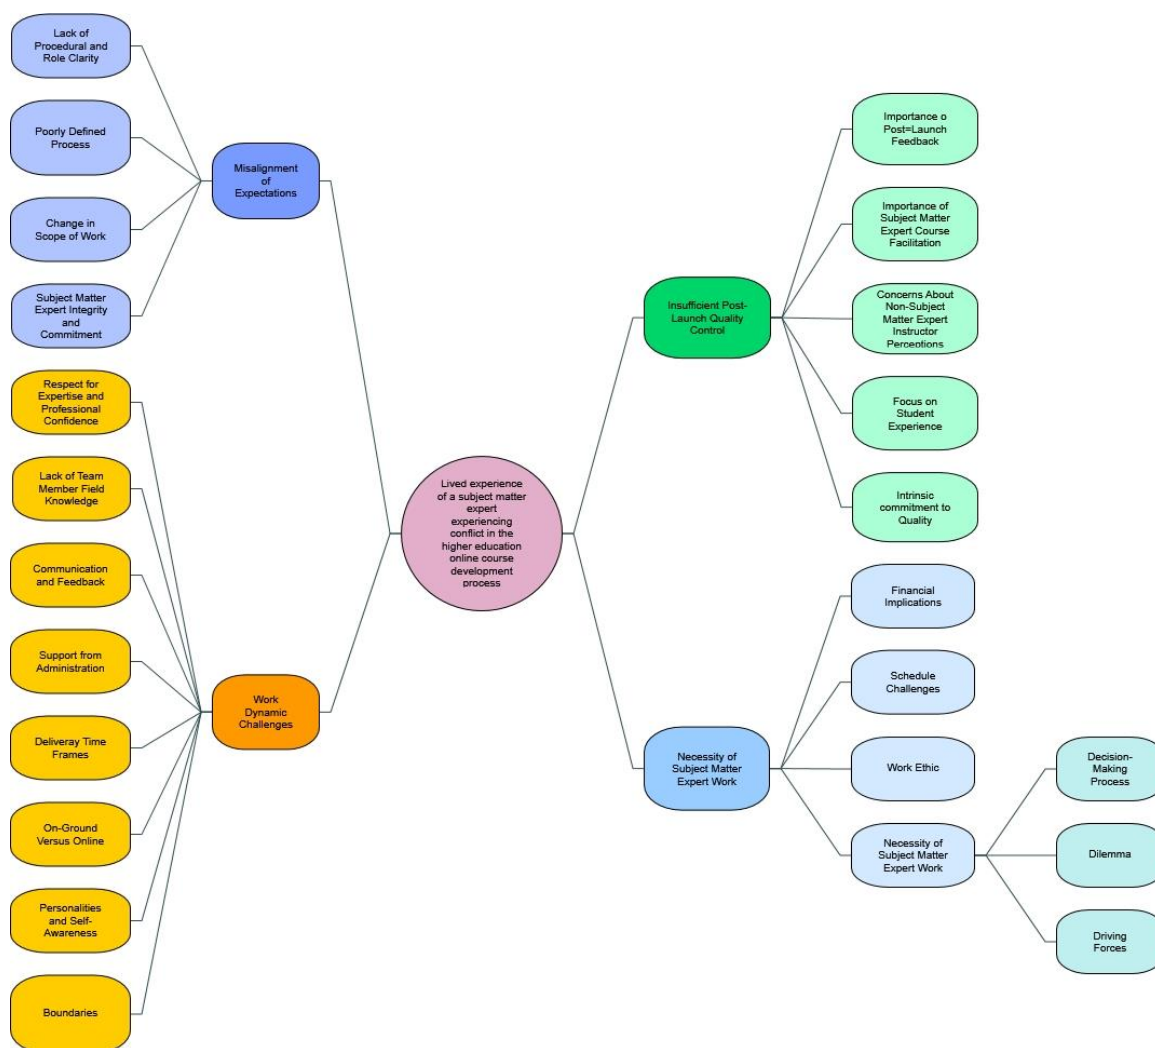 Lack of
Procedural and
Role Clarity
Poorly Defined
Process
Change in
Scope of Work
Subject Matter
Expert Integrity
and
Commitment
Misalignment
of
Expectations
Respect for
Expertise and
Professional
Confidence
Lack of Team
Member Field
Knowledge
Communication
and Feedback
Support from
Administration
Deliveray Time
Frames
On-Ground
Versus Online
Personalities
and Self-
Awareness
Boundaries
Work
Dynamic
Challenges
Lived experience
of a subject matter
expert
experiencing
conflict in the
higher education
online course
development
process
Insufficient Post-
Launch Quality
Control
Importance o
Post=Launch
Feedback
Importance of
Subject Matter
Expert Course
Facilitation
Concerns About
Non-Subject
Matter Expert
Instructor
Perceptions
Focus on
Student
Experience
Intrinsic
commitment to
Quality
Necessity of
Subject Matter
Expert Work
Financial
Implications
Schedule
Challenges
Work Ethic
Necessity of
Subject Matter
Expert Work
Decision-
Making
Process
Dilemma
Driving
Forces